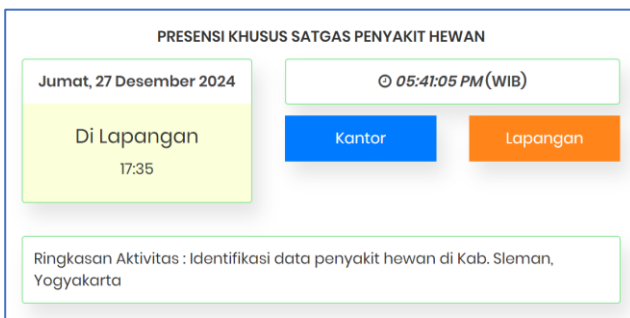 PRESENSI KHUSUS SATGAS PENYAKIT HEWAN
Jumat, 27 Desember 2024
05:41:05 PM(WIB)
Di Lapangan
17:35
Kantor
Lapangan
Ringkasan Aktivitas : Identifikasi data penyakit hewan di Kab. Sleman,
Yogyakarta